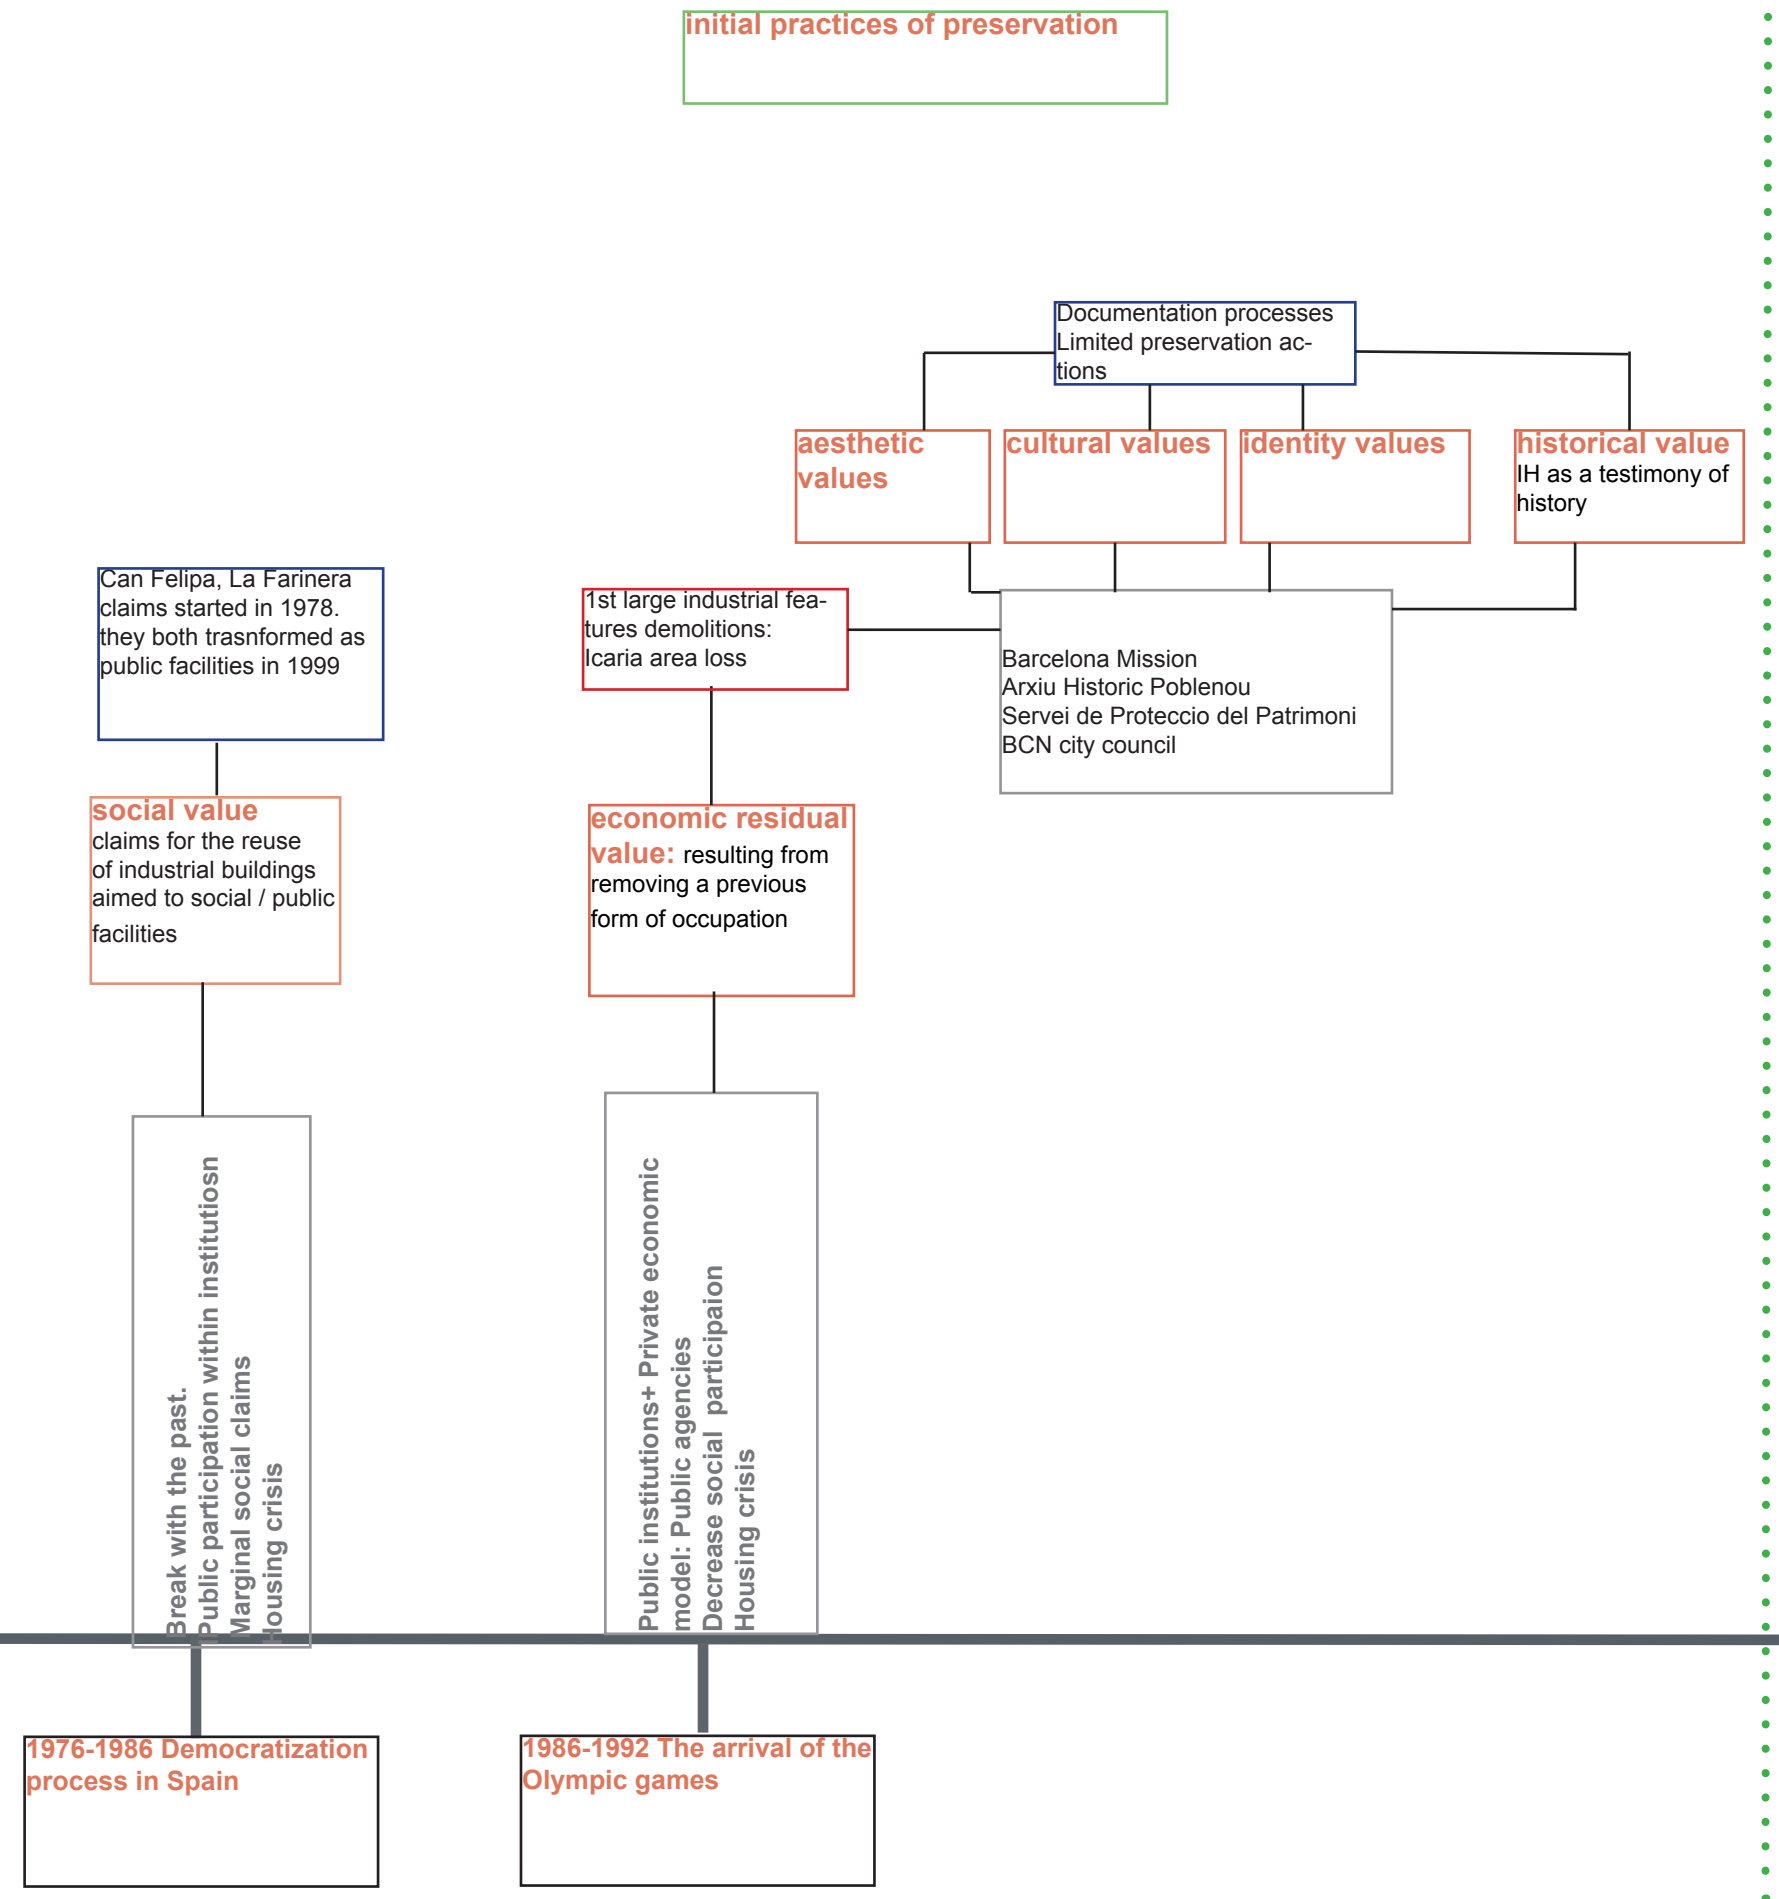 initial practices of preservation
Documentation processes
Limited preservation ac-
tions
aesthetic
values
cultural values
identity values
historical value
IH as a testimony of
history
Can Felipa, La Farinera
claims started in 1978.
they both trasnformed as
public facilities in 1999
1st large industrial fea-
tures demolitions:
Icaria area loss
Barcelona Mission
Arxiu Historic Poblenou
Servei de Proteccio del Patrimoni
BCN city council
social value
claims for the reuse
of industrial buildings
aimed to social / public
facilities
economic residual
value: resulting from
removing a previous
form of occupation
Break with the past.
Public participation within institutiosn
Marginal social claims
Housing crisis
Public institutions+ Private economic
model: Public agencies
Decrease social participaion
Housing crisis
1976-1986 Democratization
process in Spain
1986-1992 The arrival of the
Olympic games